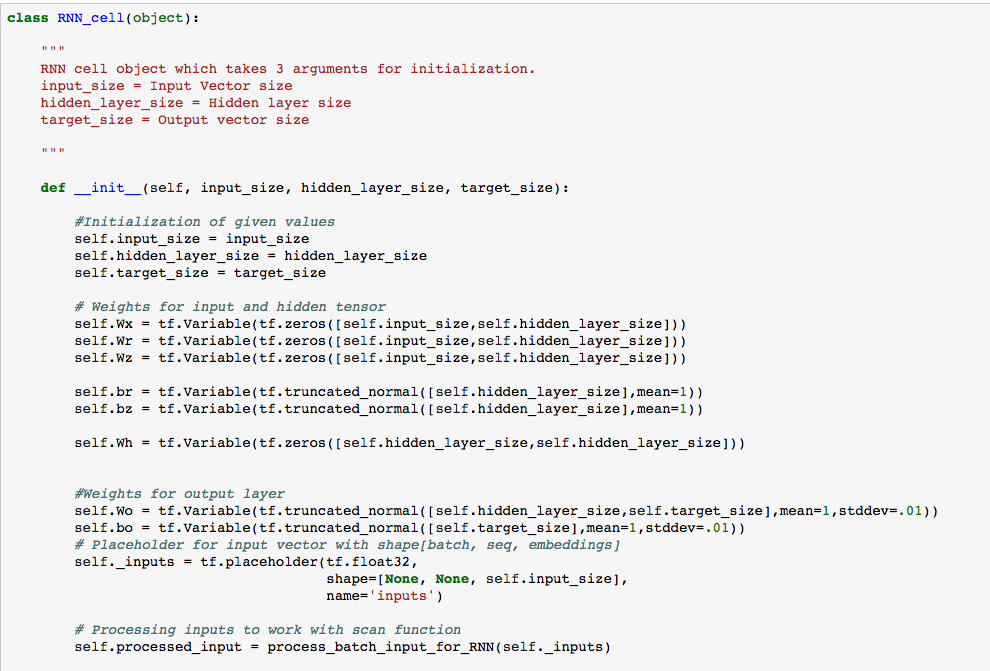 class RNN_cell(object):
"""
RNN cell object which takes 3 arguments for initialization.
input_size = Input Vector size
hidden_layer_size = Hidden layer size
target_size = Output vector size
"""
def __init__(self, input_size, hidden_layer_size, target_size):
#Initialization of given values
self.input_size = input_size
self.hidden_layer_size = hidden_layer_size
self.target_size = target_size
# Weights for input and hidden tensor
self.Wx = tf.Variable(tf.zeros([self.input_size,self.hidden_layer_size]))
self.Wr = tf.Variable(tf.zeros([self.input_size,self.hidden_layer_size]))
self.Wz = tf.Variable(tf.zeros([self.input_size,self.hidden_layer_size]))
self.br = tf.Variable(tf.truncated_normal([self.hidden_layer_size],mean=1))
self.bz = tf.Variable(tf.truncated_normal([self.hidden_layer_size],mean=1))
self.Wh = tf.Variable(tf.zeros([self.hidden_layer_size,self.hidden_layer_size]))
#Weights for output layer
self.Wo = tf.Variable(tf.truncated_normal([self.hidden_layer_size,self.target_size],mean=1,stddev=.01))
self.bo = tf.Variable(tf.truncated_normal([self.target_size],mean=1,stddev=.01))
# Placeholder for input vector with shape[batch, seq, embeddings]
self._inputs = tf.placeholder(tf.float32,
shape=[None, None, self.input_size],
name='inputs')
# Processing inputs to work with scan function
self.processed_input = process_batch_input_for_RNN(self._inputs)